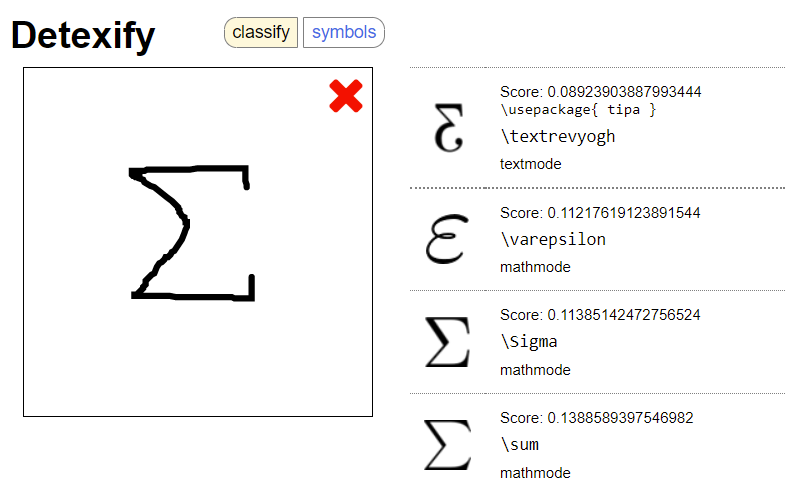 Detexify
classify
symbols
Score: 0.08923903887993444
\usepackage{ tipa }
\textrevyogh
textmode
Score: 0.11217619123891544
\varepsilon
mathmode
Score: 0.11385142472756524
\Sigma
mathmode
Score: 0.1388589397546982
\sum
mathmode